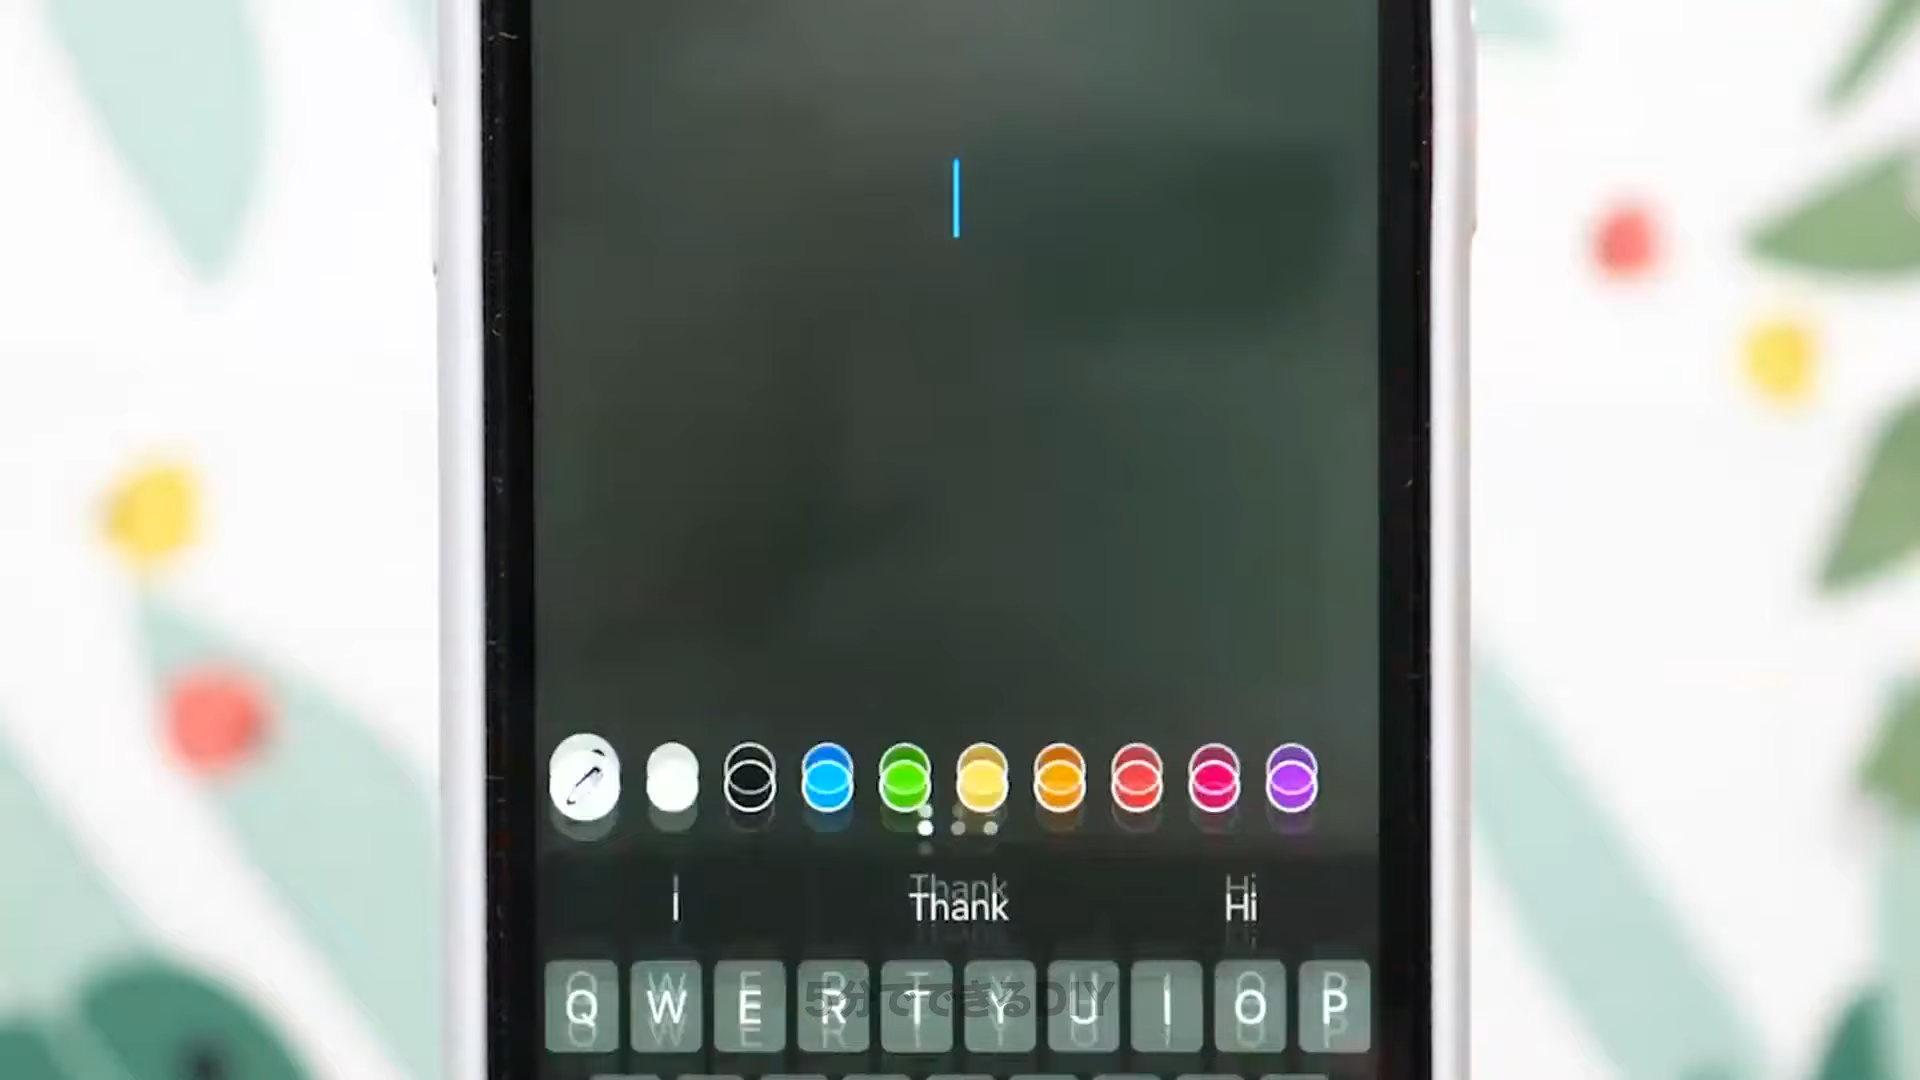 I Thank Hi
Q W E R T Y U I O P
5分でできるDIY